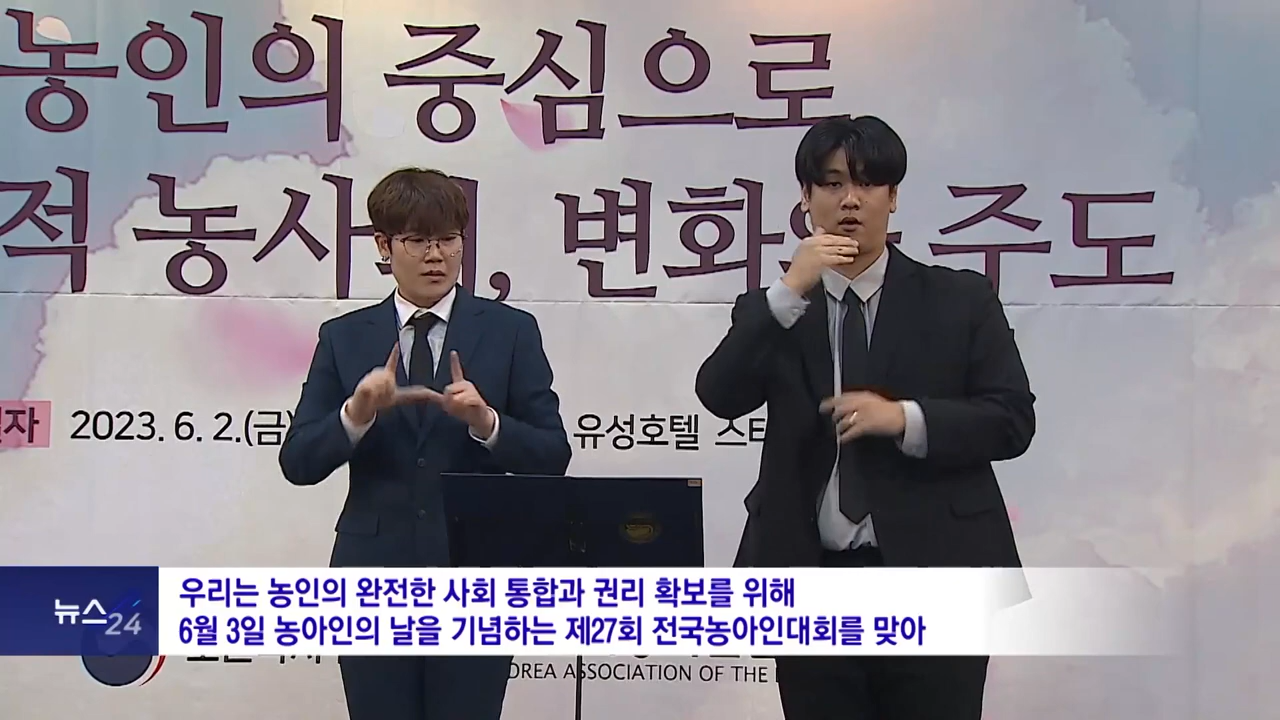 농인의 중심으로
적 농사회, 변화를 주도
2023. 6. 2.(금)
유성호텔
뉴스24
우리는 농인의 완전한 사회 통합과 권리 확보를 위해
6월 3일 농아인의 날을 기념하는 제27회 전국농아인대회를 맞아
ASSOCIATION OF THE